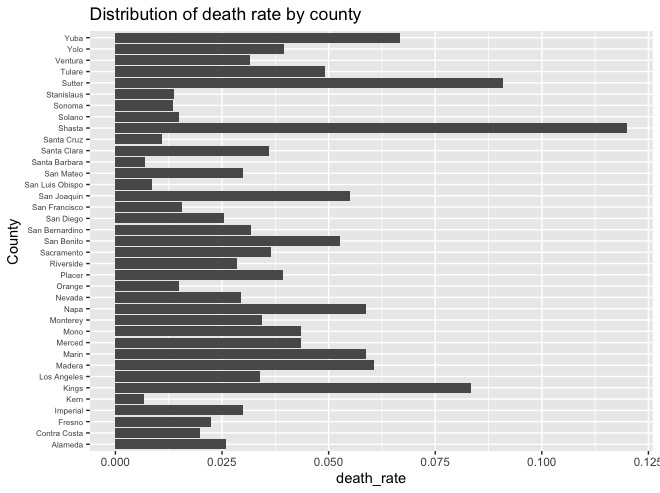 Distribution of death rate by county
County
Yuba
Yolo
Ventura
Tulare
Sutter
Stanislaus
Sonoma
Solano
Shasta
Santa Cruz
Santa Clara
Santa Barbara
San Mateo
San Luis Obispo
San Joaquin
San Francisco
San Diego
San Bernardino
San Benito
Sacramento
Riverside
Placer
Orange
Nevada
Napa
Monterey
Mono
Merced
Marin
Madera
Los Angeles
Kings
Kern
Imperial
Fresno
Contra Costa
Alameda
0.000 0.025 0.050 0.075 0.100 0.125
death_rate